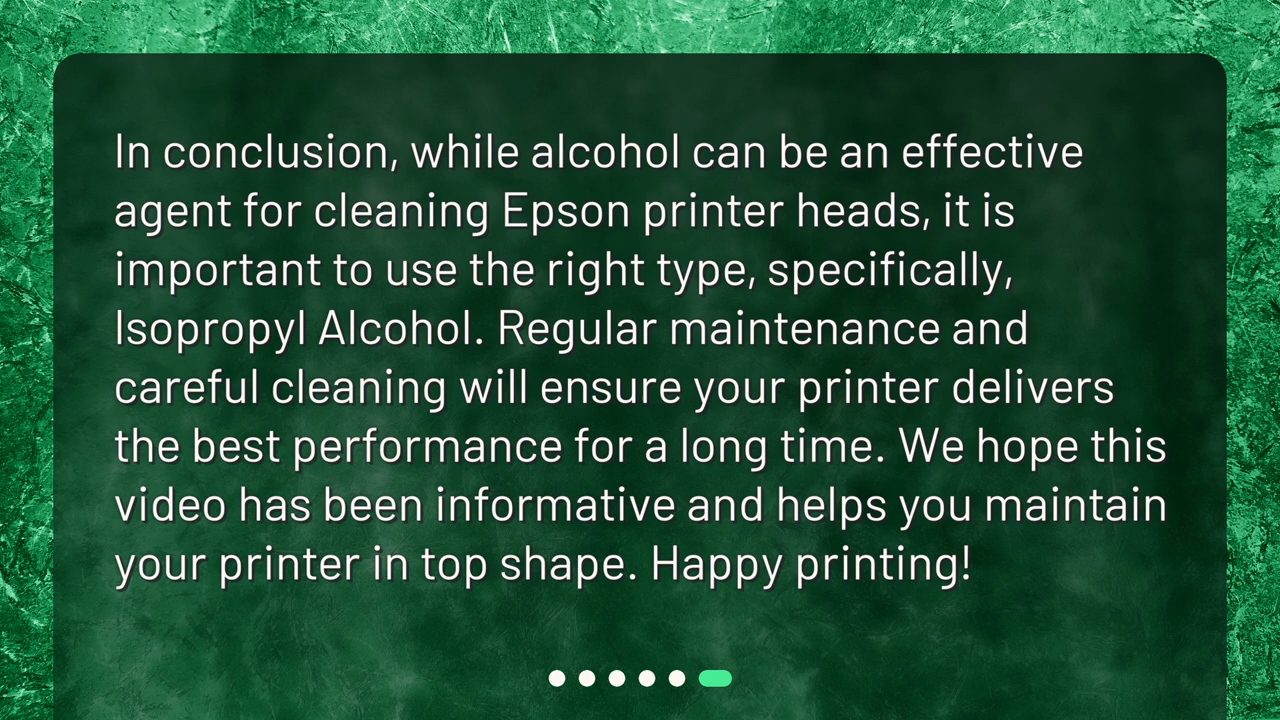 In conclusion, while alcohol can be an effective
agent for cleaning Epson printer heads, it is
important to use the right type, specifically,
Isopropyl Alcohol. Regular maintenance and
careful cleaning will ensure your printer delivers
the best performance for a long time. We hope this
video has been informative and helps you maintain
your printer in top shape. Happy printing!